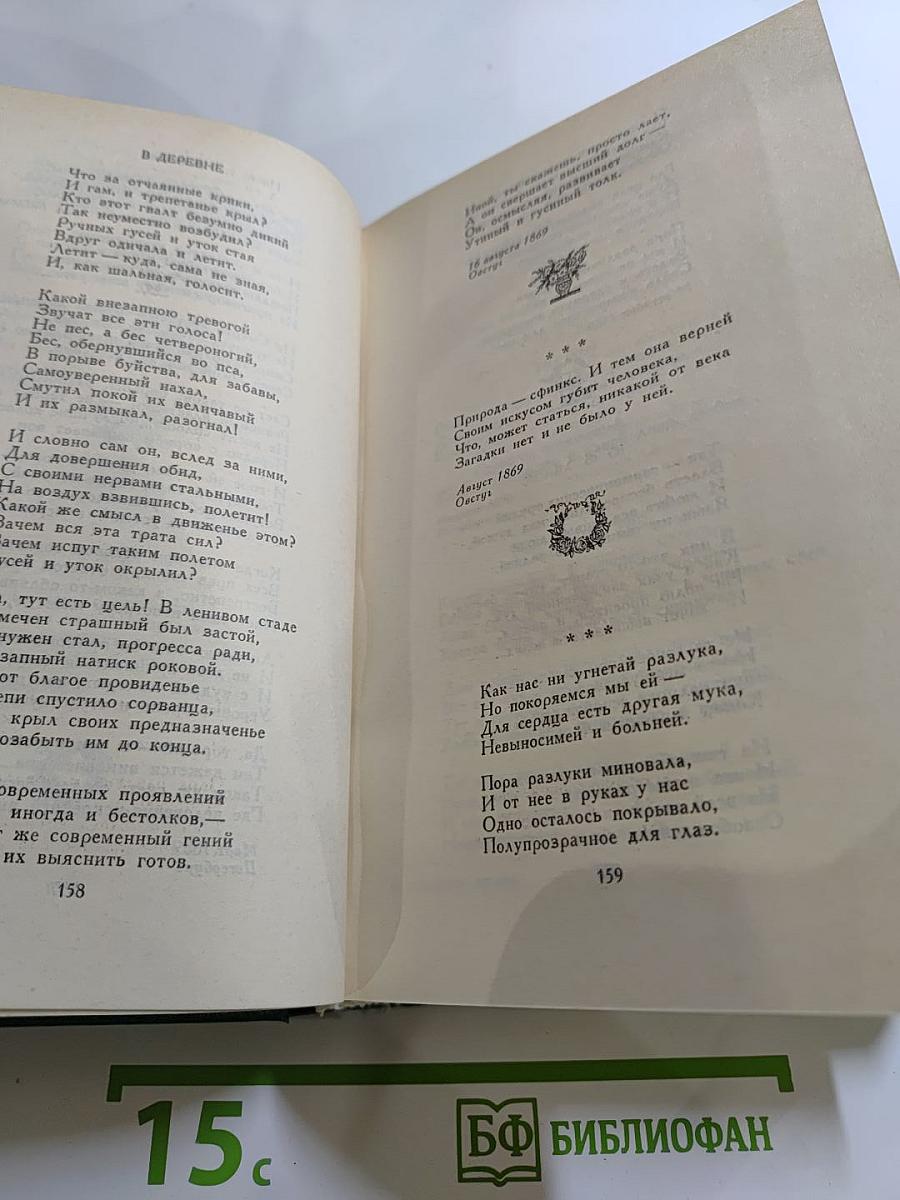 В ДЕРЕВНЕ
Что за отчаянные крики,
И гам, и трепетанье крыл?
Кто этот гвалт безумно дикий
Так неуместно возбудил?
Ручных гусей и уток стая
Вдруг одичала и летит.
Летит — куда, сама не зная,
И, как шальная, голосит.
Какой внезапною тревогой
Звучат все эти голоса!
Не пес, а бес четвероногий,
Бес, обернувшийся во пса,
В порыве буйства, для забавы,
Самоуверенный нахал,
Смутил покой их величавый
И их размыкал, разогнал!
И словно сам он, вслед за ними,
Для довершения обид,
С своими нервами стальными,
На воздух взвившись, полетит!
Какой же смысл в движенье этом?
Зачем вся эта трата сил?
Зачем испуг таким полетом
усей и уток окрылил?
, тут есть цель! В ленивом стаде
мечен страшный был застой,
нужен стал, прогресса ради,
запный натиск роковой.
от благое провиденье
епи спустило сорванца,
крыл своих предназначенье
озабыть им до конца.
овременных проявлений
иногда и бестолков,—
же современный гений
их выяснить готов.
158
Иной, ты скажешь, просто лает,
А он свершает высший долг —
Он, осмысляя, развивает
Утиный и гусиный толк.
16 августа 1869
Овстуг
* * *
Природа — сфинкс. И тем она верней
Своим искусом губит человека,
Что, может статься, никакой от века
Загадки нет и не было у ней.
Август 1869
Овстуг
* * *
Как нас ни угнетай разлука,
Но покоряемся мы ей —
Для сердца есть другая мука,
Невыносимей и больней.
Пора разлуки миновала,
И от нее в руках у нас
Одно осталось покрывало,
Полупрозрачное для глаз.
159
15 с
БФ БИБЛИОФАН